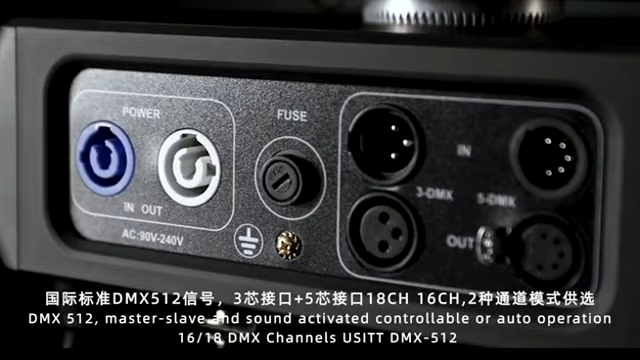 POWER
FUSE
IN
3-DMX
5-DMX
IN OUT
OUT
AC:90V-240V
国际标准DMX512信号，3芯接口+5芯接口18CH 16CH,2种通道模式供选
DMX 512, master-slave and sound activated controllable or auto operation
16/18 DMX Channels USITT DMX-512